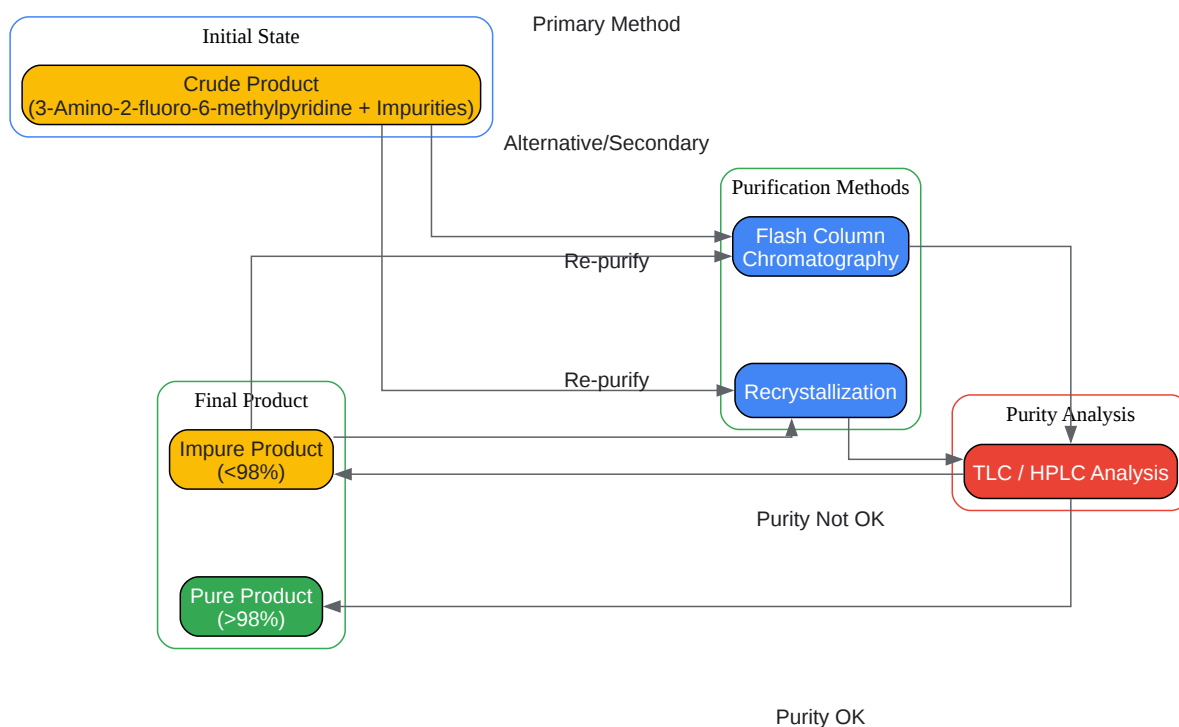 Primary Method
Initial State
Crude Product
(3-Amino-2-fluoro-6-methylpyridine + Impurities)
Alternative/Secondary
Purification Methods
Flash Column
Chromatography
Re-purify
Re-purify
Recrystallization
Final Product
Impure Product
(<98%)
Purity Analysis
TLC / HPLC Analysis
Purity Not OK
Pure Product
(>98%)
Purity OK